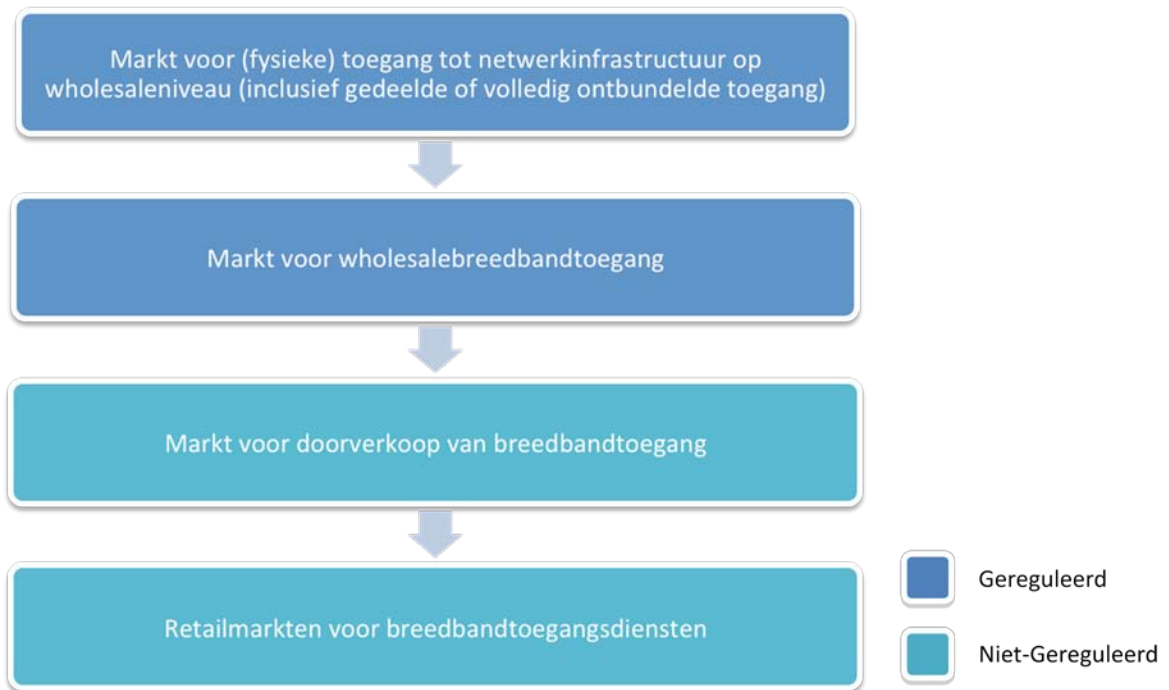 Markt voor (fysieke) toegang tot netwerkinfrastructuur op
wholesaleniveau (inclusief gedeelde of volledig ontbundelde toegang)
Markt voor wholesalebreedbandtoegang
Markt voor doorverkoop van breedbandtoegang
Retailmarkten voor breedbandtoegangsdiensten
Gereguleerd
Niet-Gereguleerd